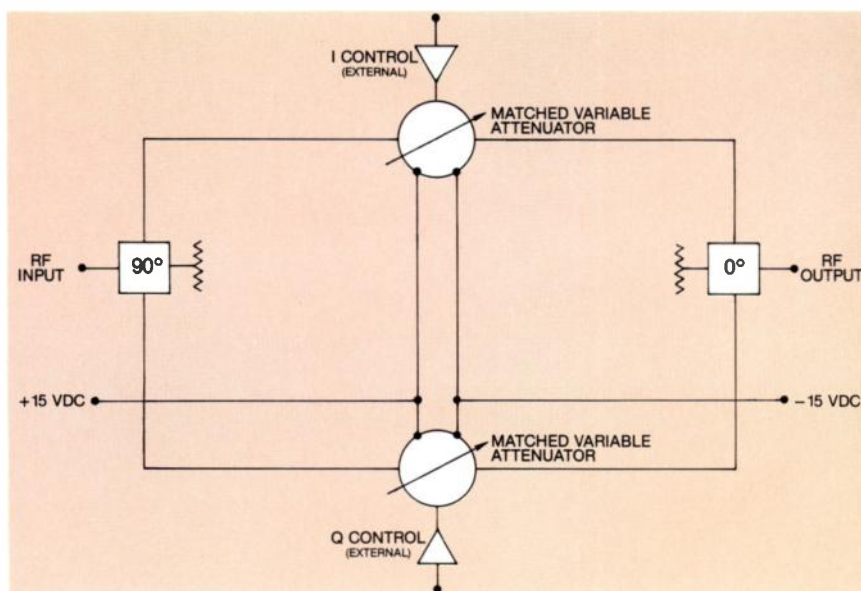 I CONTROL
(EXTERNAL)
MATCHED VARIABLE
ATTENUATOR
RF
INPUT
90°
0°
RF
OUTPUT
+15 VDC
−15 VDC
MATCHED VARIABLE
ATTENUATOR
Q CONTROL
(EXTERNAL)